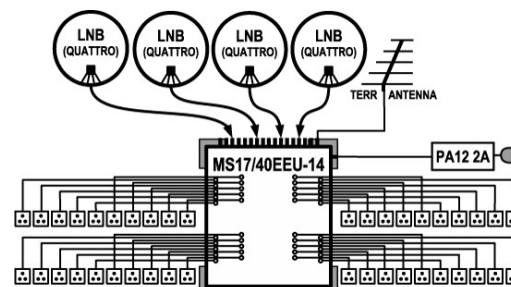 LNB
(QUATTRO)
LNB
(QUATTRO)
LNB
(QUATTRO)
LNB
(QUATTRO)
TERR ANTENNA
MS17/40EEU-14
PA12 2A